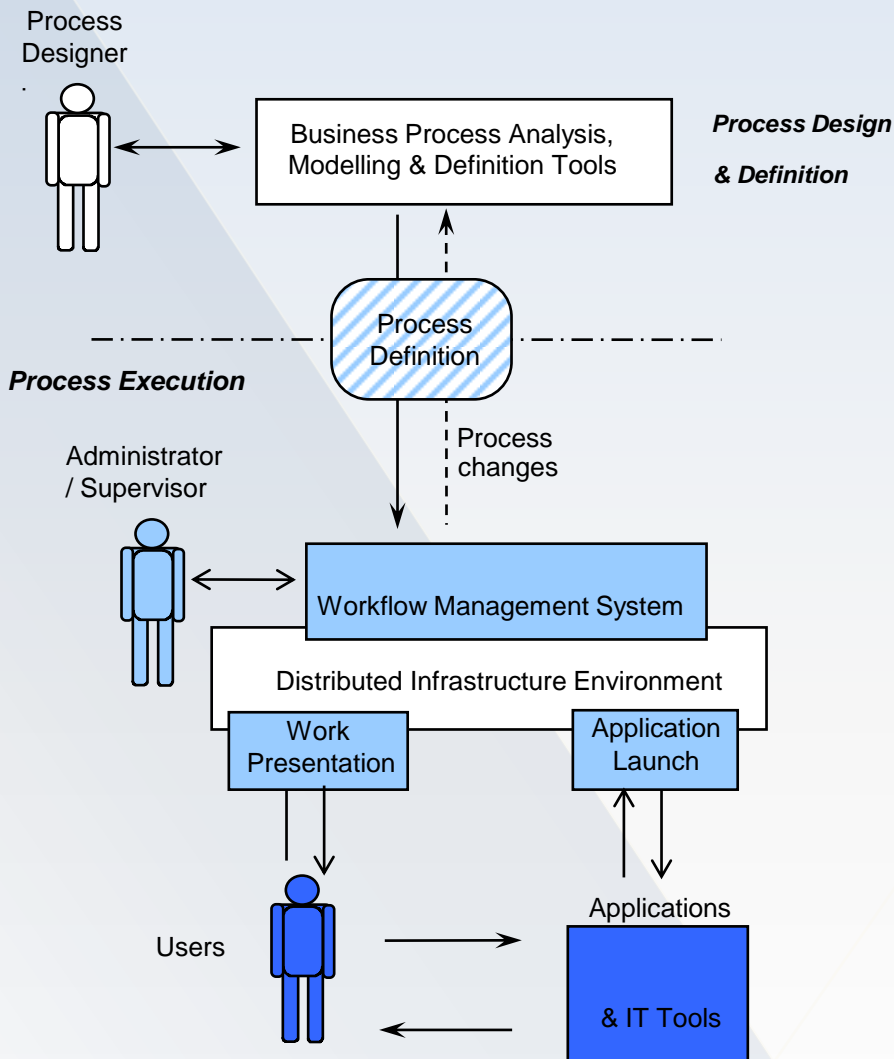 Process
Designer
.
Business Process Analysis,
Modelling & Definition Tools
Process Design
& Definition
Process
Definition
Process Execution
Process
changes
Administrator
/ Supervisor
Workflow Management System
Distributed Infrastructure Environment
Work
Presentation
Application
Launch
Users
Applications
& IT Tools